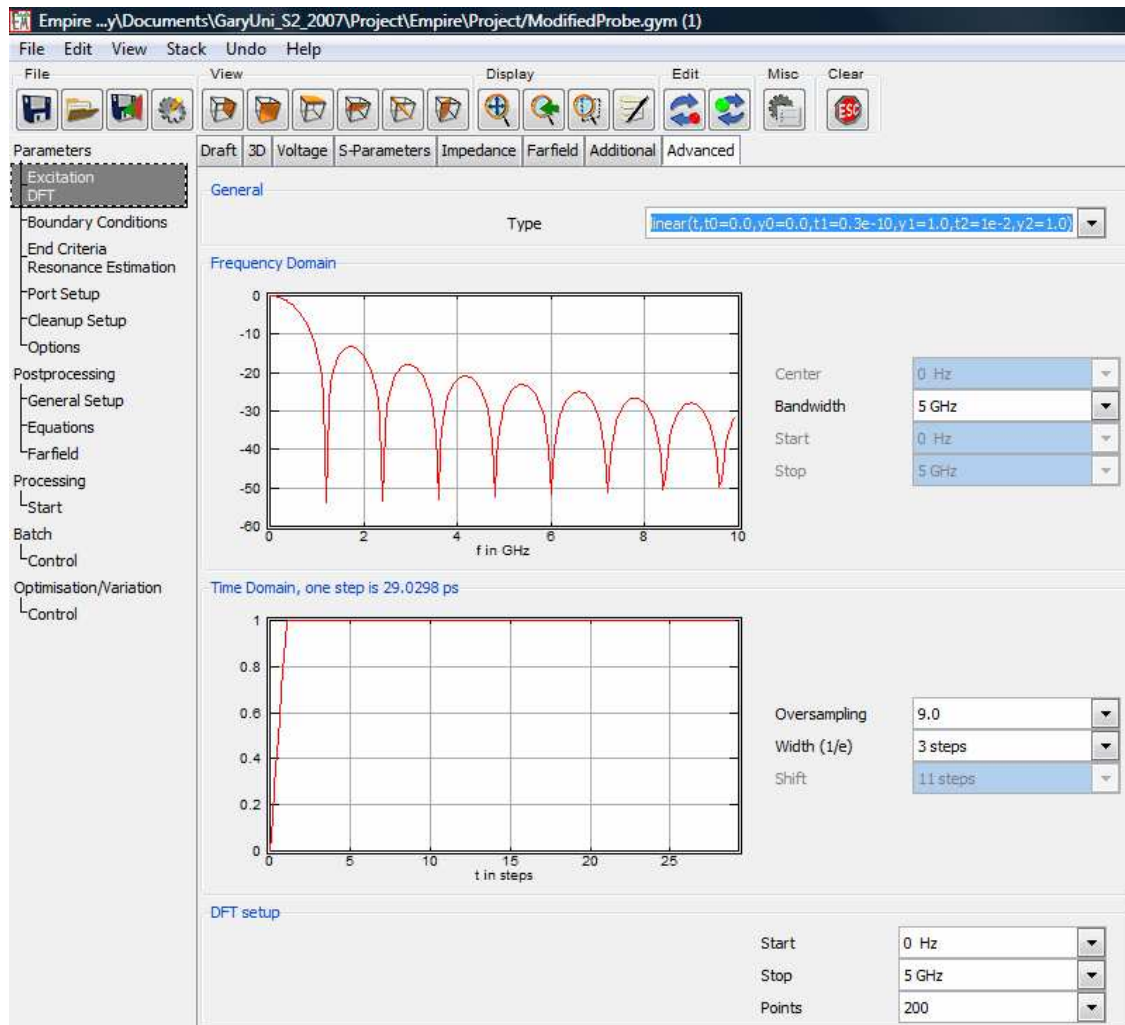 Empire ...y\Documents\GaryUni_S2_2007\Project\Empire\Project/ModifiedProbe.gym (1)
File Edit View Stack Undo Help
File View Display Edit Misc Clear
ESC
Parameters
Excitation
DFT
Boundary Conditions
End Criteria
Resonance Estimation
Port Setup
Cleanup Setup
Options
Postprocessing
General Setup
Equations
Farfield
Processing
Start
Batch
Control
Optimisation/Variation
Control
Draft 3D Voltage S-Parameters Impedance Farfield Additional Advanced
General
Type inear(t,t0=0.0,y0=0.0,t1=0.3e-10,y1=1.0,t2=1e-2,y2=1.0)
Frequency Domain
0
-10
-20
-30
-40
-50
-60
0 2 4 6 8 10
f in GHz
Center 0 Hz
Bandwidth 5 GHz
Start 0 Hz
Stop 5 GHz
Time Domain, one step is 29.0298 ps
1
0.8
0.6
0.4
0.2
0
0 5 10 15 20 25
t in steps
Oversampling 9.0
Width (1/e) 3 steps
Shift 11 steps
DFT setup
Start 0 Hz
Stop 5 GHz
Points 200